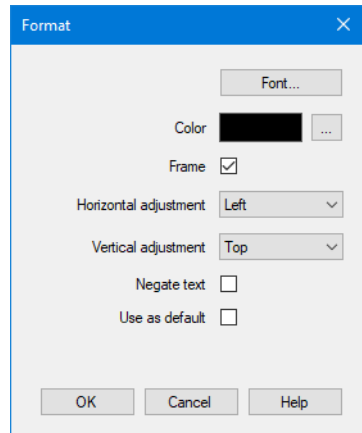 Format
Font...
Color ...
Frame
Horizontal adjustment Left
Vertical adjustment Top
Negate text
Use as default
OK Cancel Help